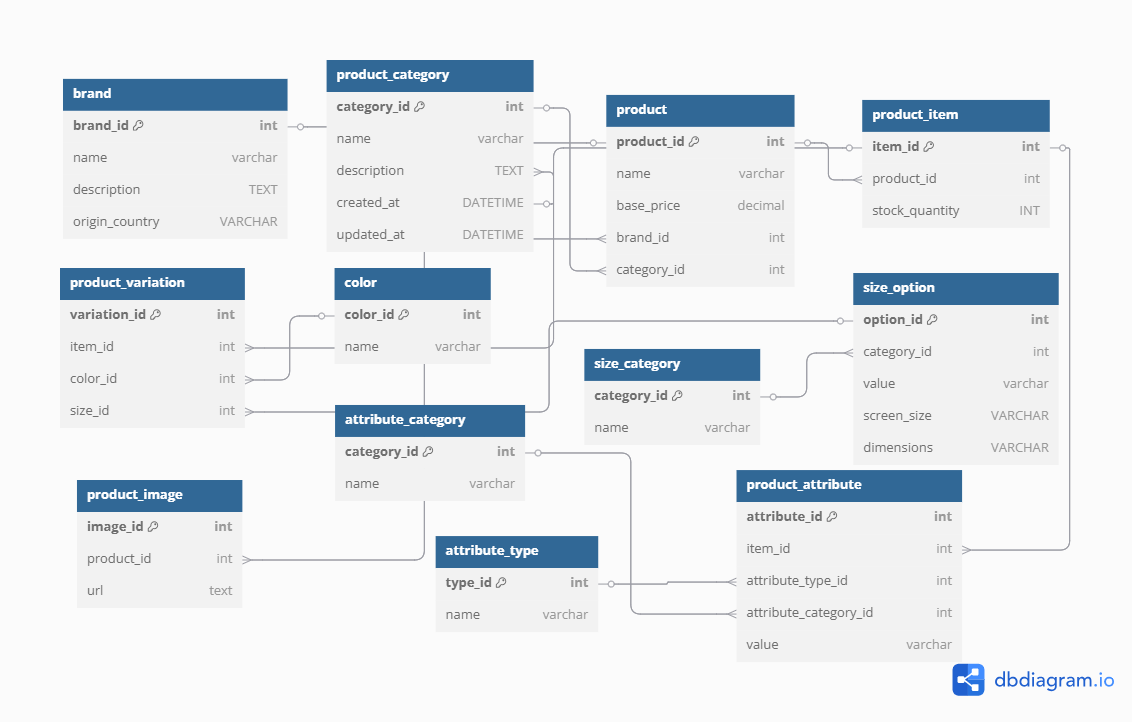 brand
brand_id int
name varchar
description TEXT
origin_country VARCHAR
product_category
category_id int
name varchar
description TEXT
created_at DATETIME
updated_at DATETIME
product
product_id int
name varchar
base_price decimal
brand_id int
category_id int
product_item
item_id int
product_id int
stock_quantity INT
product_variation
variation_id int
item_id int
color_id int
size_id int
color
color_id int
name varchar
size_option
option_id int
category_id int
value varchar
screen_size VARCHAR
dimensions VARCHAR
size_category
category_id int
name varchar
attribute_category
category_id int
name varchar
product_image
image_id int
product_id int
url text
attribute_type
type_id int
name varchar
product_attribute
attribute_id int
item_id int
attribute_type_id int
attribute_category_id int
value varchar
dbdiagram.io